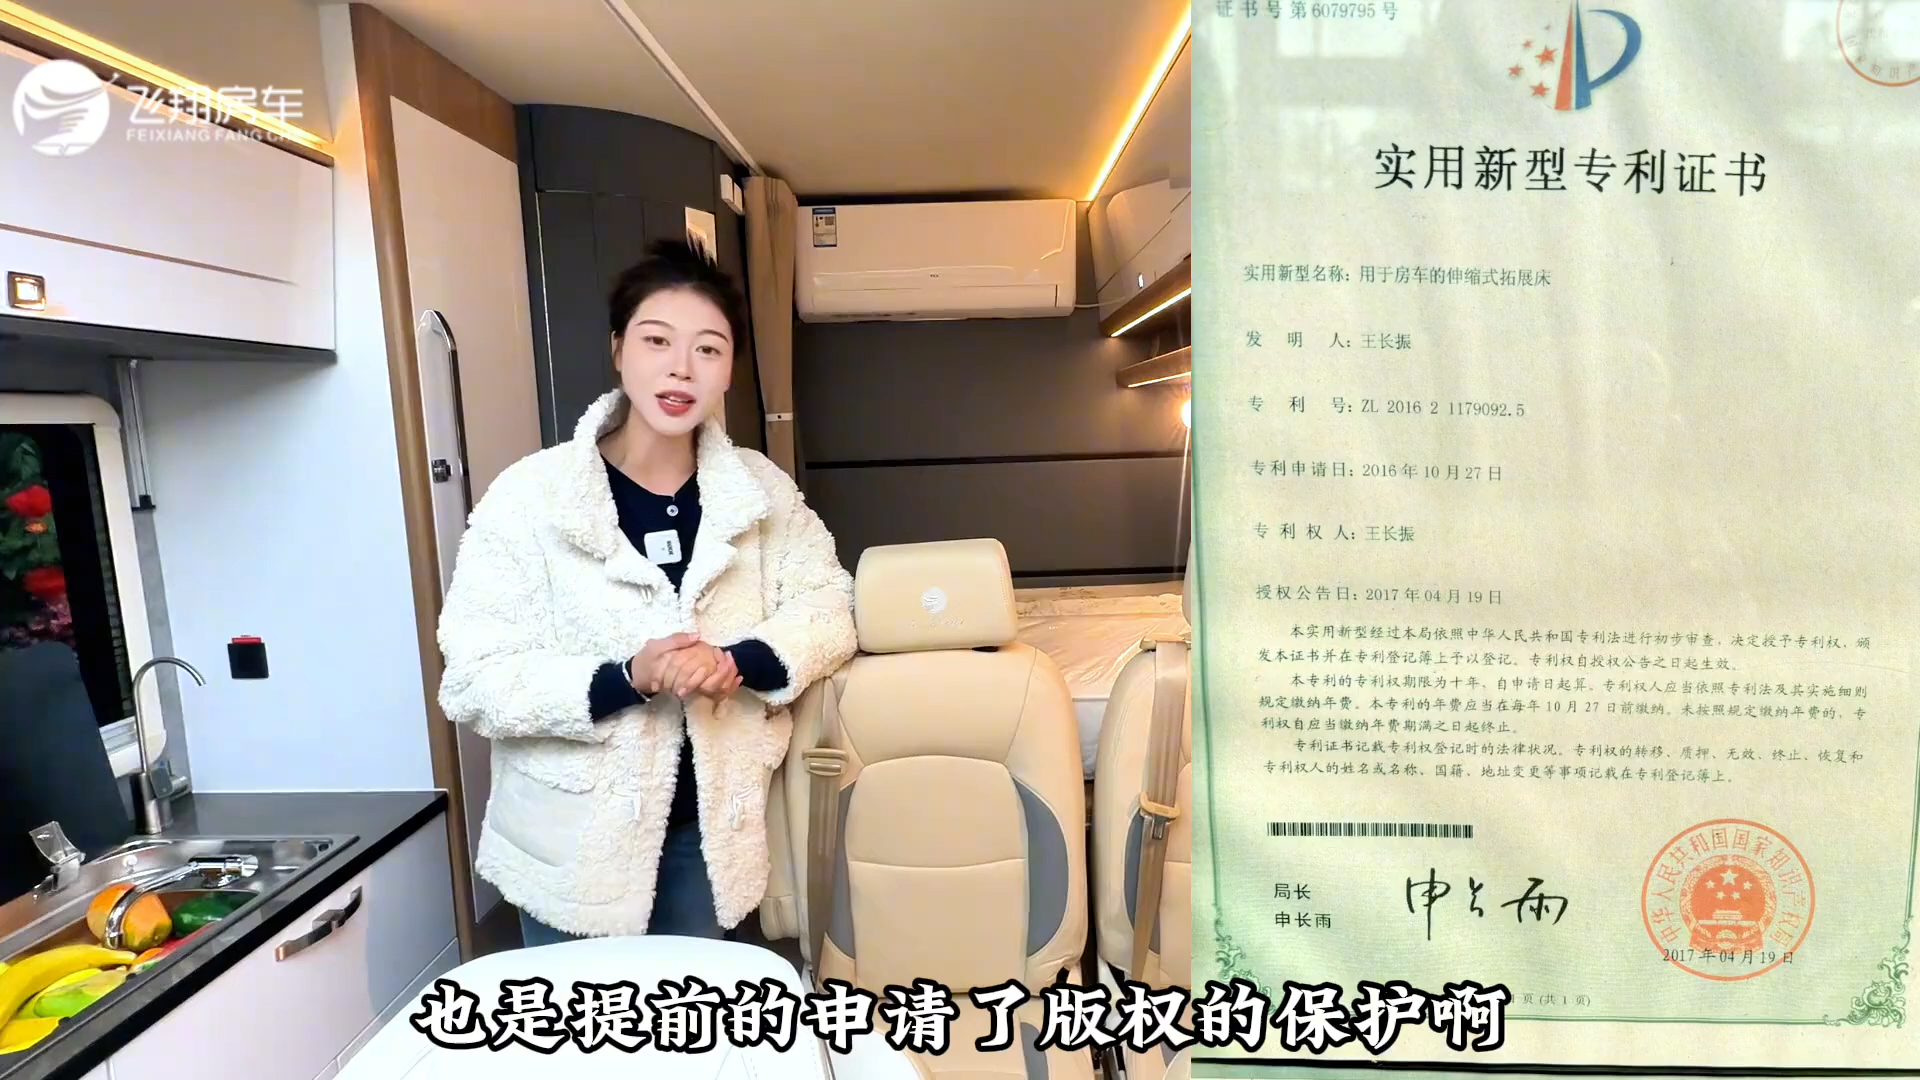 飞翔房车
FEIXIANG FANG CHE
证书号第6079795号
实用新型专利证书
实用新型名称：用于房车的伸缩式拓展床
发明人：王长振
专利号：ZL 2016 2 1179092.5
专利申请日：2016年10月27日
专利权人：王长振
授权公告日：2017年04月19日
本实用新型经过本局依照中华人民共和国专利法进行初步审查，决定授予专利权，颁
发本证书并在专利登记簿上予以登记。专利权自授权公告之日起生效。
本专利的专利权期限为十年，自申请日起算。专利权人应当依照专利法及其实施细则
规定缴纳年费。本专利的年费应当在每年10月27日前缴纳。未按照规定缴纳年费的，专
利权自应当缴纳年费期满之日起终止。
专利证书记载专利权登记时的法律状况。专利权的转移、质押、无效、终止、恢复和
专利权人的姓名或名称、国籍、地址变更等事项记载在专利登记簿上。
局长
申长雨
申长雨
中华人民共和国国家知识产权局
2017年04月19日
页(共1页)
也是提前的申请了版权的保护啊